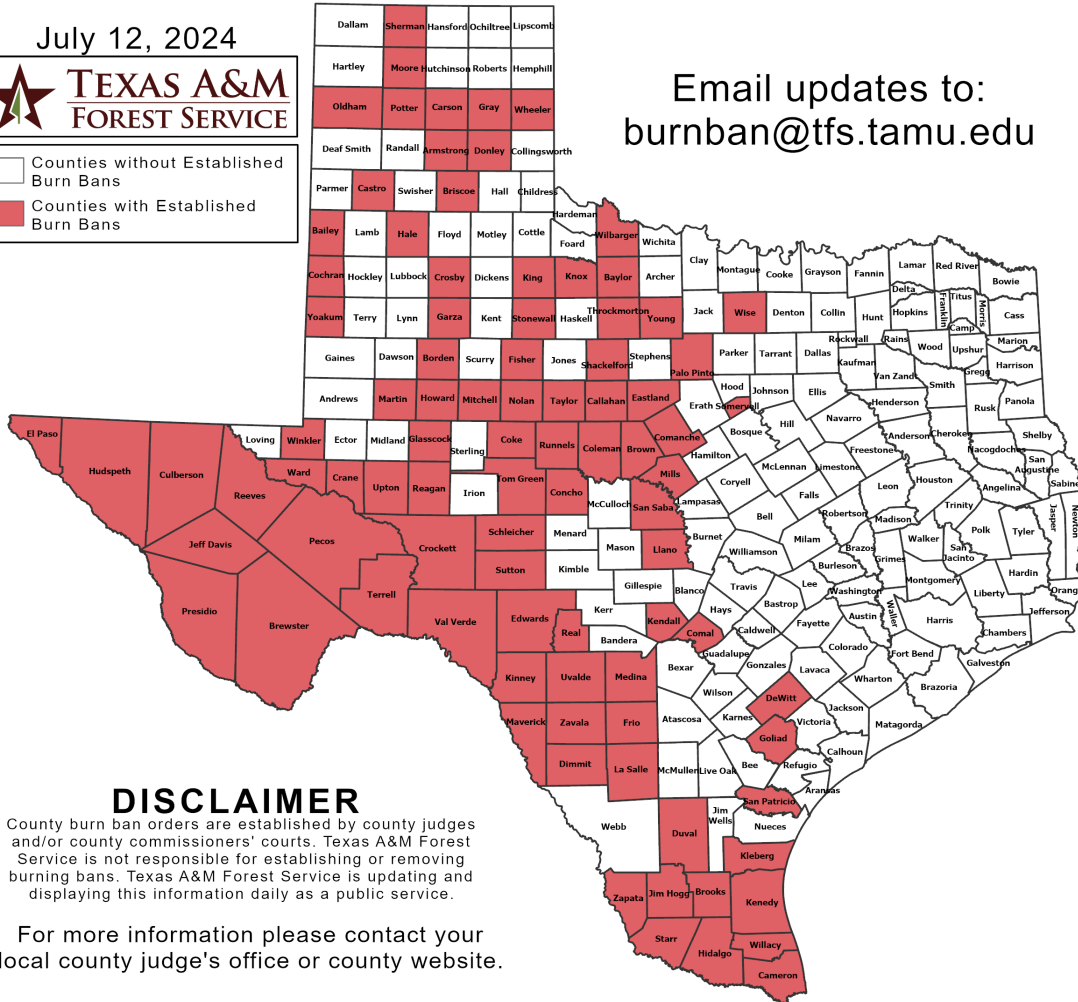 July 12, 2024
TEXAS A&M
FOREST SERVICE
Counties without Established
Burn Bans
Counties with Established
Burn Bans
Email updates to:
burnban@tfs.tamu.edu
Dallam Sherman Hansford Ochiltree Lipscomb
Hartley Moore Hutchinson Roberts Hemphill
Oldham Potter Carson Gray Wheeler
Deaf Smith Randall Armstrong Donley Collingsworth
Parmer Castro Swisher Briscoe Hall Childress
Hardeman
Bailey Lamb Hale Floyd Motley Cottle Foard Wilbarger Wichita
Clay Montague Cooke Grayson Fannin Lamar Red River Bowie
Cochran Hockley Lubbock Crosby Dickens King Knox Baylor Archer
Delta Titus Franklin Morris Hopkins Cass Camp
Yoakum Terry Lynn Garza Kent Stonewall Haskell Throckmorton Young Jack Wise Denton Collin Hunt
Rockwall Rains Wood Upshur Marion
Gaines Dawson Borden Scurry Fisher Jones Shackelford Stephens Palo Pinto Parker Tarrant Dallas Kaufman Van Zandt Gregg Harrison
Smith
Andrews Martin Howard Mitchell Nolan Taylor Callahan Eastland Erath Hood Somervell Johnson Ellis Henderson Rusk Panola
El Paso Hudspeth Culberson Reeves Loving Winkler Ector Midland Glasscock Sterling Coke Runnels Coleman Brown Comanche Bosque Hill Navarro Anderson Cherokee Shelby
Hamilton Freestone Nacogdoches San
Augustine
Sabine
Ward Crane Upton Reagan Irion Tom Green Concho McCulloch San Saba Mills Lampasas Coryell McLennan Limestone Leon Houston Angelina
Falls Trinity Jasper Newton
Jeff Davis Pecos Crockett Schleicher Menard Mason Llano Burnet Bell Milam Robertson Madison Walker Polk Tyler
San
Jacinto
Sutton Kimble Williamson Brazos Grimes
Burleson Hardin
Presidio Brewster Terrell Val Verde Edwards Gillespie Blanco Travis Lee Washington Montgomery Liberty Orange
Kerr Real Bandera Kendall Hays Bastrop Austin Waller Harris Jefferson
Comal Caldwell Fayette Chambers
Guadalupe Colorado Fort Bend Galveston
Kinney Uvalde Medina Bexar Gonzales Lavaca Wharton Brazoria
Wilson DeWitt
Maverick Zavala Frio Atascosa Karnes Victoria Jackson Matagorda
Goliad
Dimmit La Salle McMullen Live Oak Bee Refugio Calhoun
Aransas
San Patricio
Webb Duval Jim
Wells
Nueces
Kleberg
Zapata Jim Hogg Brooks Kenedy
Starr Hidalgo Willacy
Cameron
DISCLAIMER
County burn ban orders are established by county judges
and/or county commissioners' courts. Texas A&M Forest
Service is not responsible for establishing or removing
burning bans. Texas A&M Forest Service is updating and
displaying this information daily as a public service.
For more information please contact your
local county judge's office or county website.